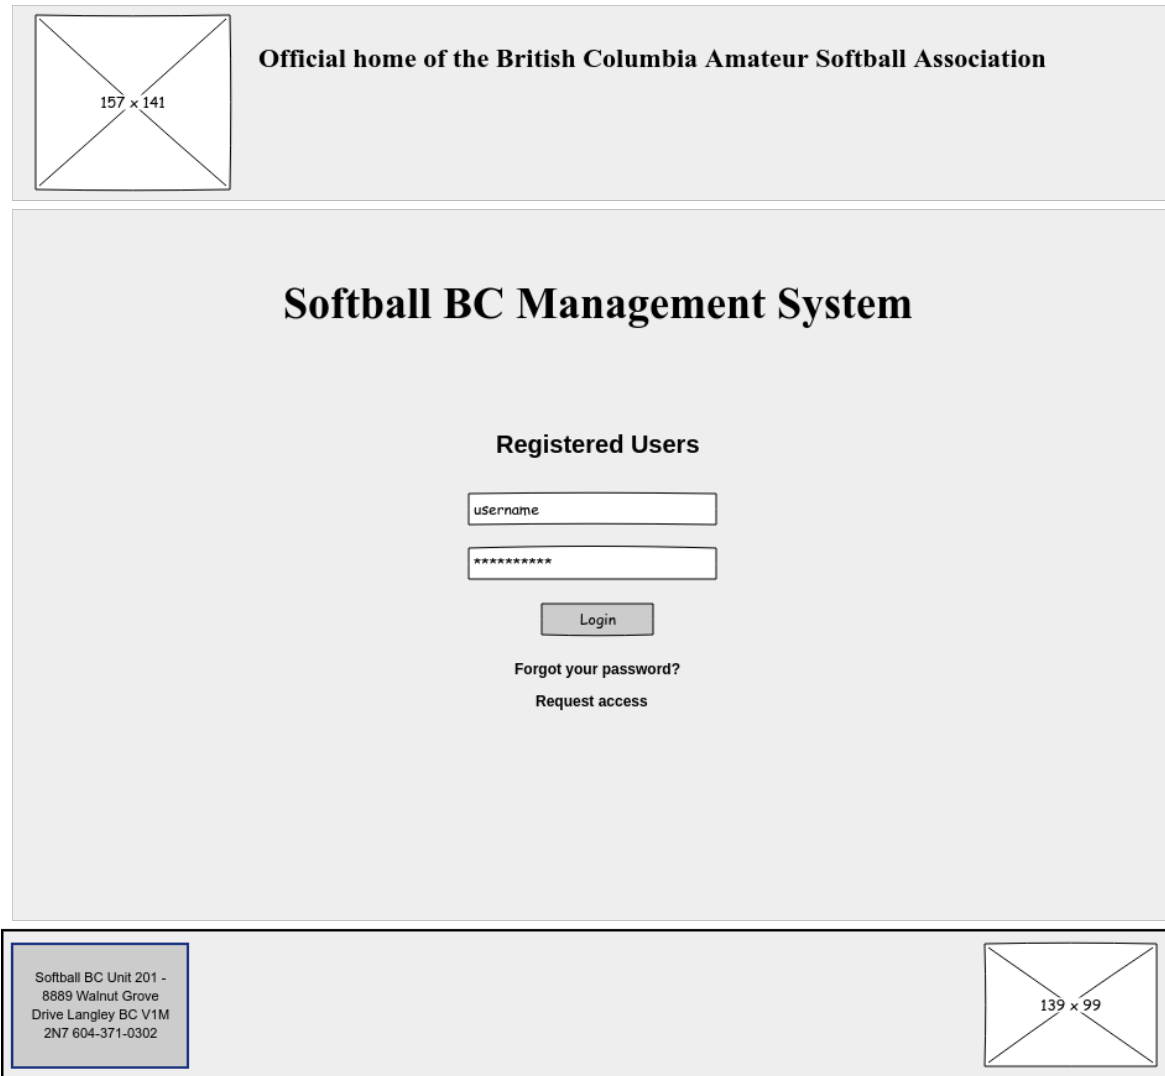 157 x 141
Official home of the British Columbia Amateur Softball Association
Softball BC Management System
Registered Users
username
**********
Login
Forgot your password?
Request access
Softball BC Unit 201 -
8889 Walnut Grove
Drive Langley BC V1M
2N7 604-371-0302
139 x 99